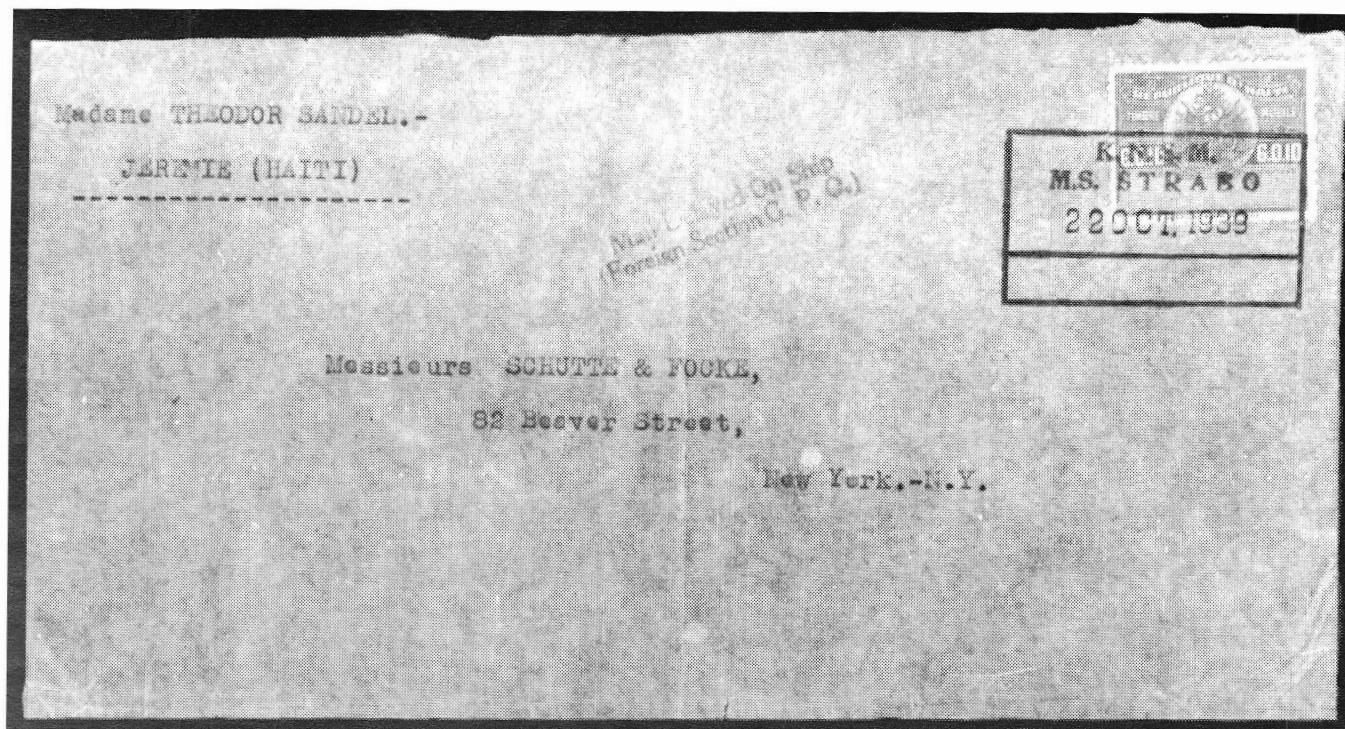 Madame THEODOR SANDEL.-
JEREMIE (HAITI)
K.N.S.M.
M.S. STRABO
22 OCT. 1939
Mail On Ship
(Foreign Section G. P. O.)
Messieurs SCHUTTE & FOCKE,
82 Beaver Street,
New York.-N.Y.